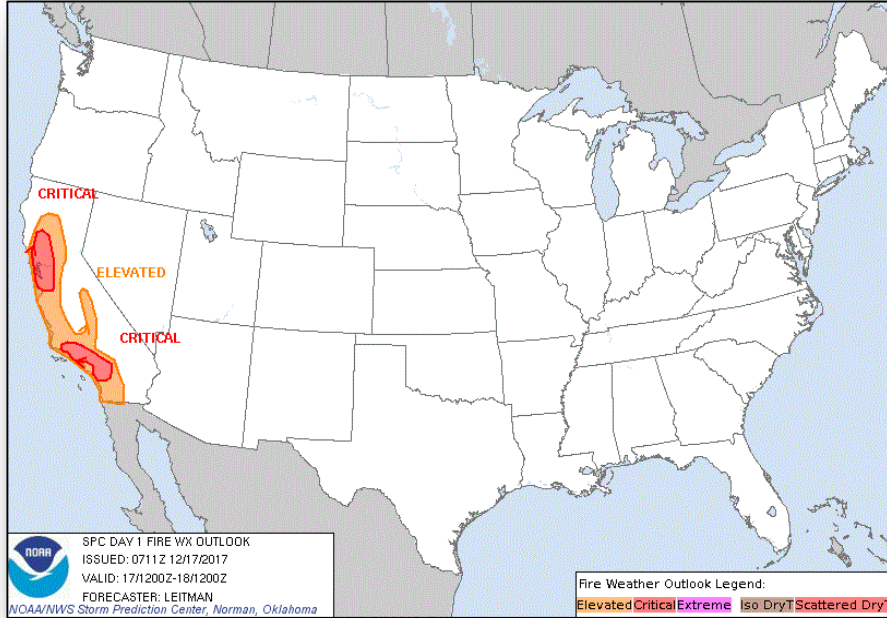 CRITICAL
ELEVATED
CRITICAL
NOAA
SPC DAY 1 FIRE WX OUTLOOK
ISSUED: 0711Z 12/17/2017
VALID: 17/1200Z-18/1200Z
FORECASTER: LEITMAN
NOAA/NWS Storm Prediction Center, Norman, Oklahoma
Fire Weather Outlook Legend:
Elevated Critical Extreme Iso DryT Scattered DryT